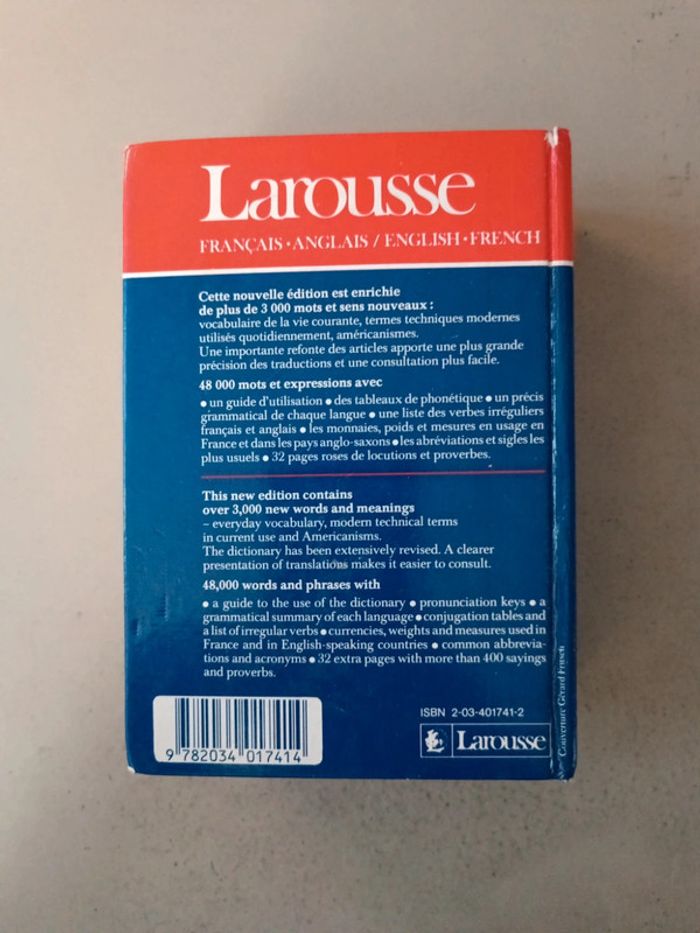 Larousse
FRANÇAIS • ANGLAIS / ENGLISH • FRENCH
Cette nouvelle édition est enrichie
de plus de 3 000 mots et sens nouveaux :
vocabulaire de la vie courante, termes techniques modernes
utilisés quotidiennement, américanismes.
Une importante refonte des articles apporte une plus grande
précision des traductions et une consultation plus facile.
48 000 mots et expressions avec
• un guide d'utilisation • des tableaux de phonétique • un précis
grammatical de chaque langue • une liste des verbes irréguliers
français et anglais • les monnaies, poids et mesures en usage en
France et dans les pays anglo-saxons • les abréviations et sigles les
plus usuels • 32 pages roses de locutions et proverbes.
This new edition contains
over 3,000 new words and meanings
– everyday vocabulary, modern technical terms
in current use and Americanisms.
The dictionary has been extensively revised. A clearer
presentation of translations makes it easier to consult.
48,000 words and phrases with
• a guide to the use of the dictionary • pronunciation keys • a
grammatical summary of each language • conjugation tables and
a list of irregular verbs • currencies, weights and measures used in
France and in English-speaking countries • common abbrevia-
tions and acronyms • 32 extra pages with more than 400 sayings
and proverbs.
9 782034 017414
ISBN 2-03-401741-2
Larousse
Couverture Gérard Fritsch